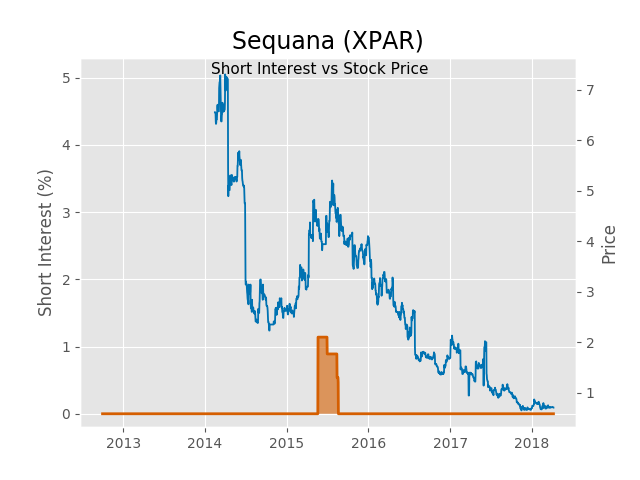 Sequana (XPAR)
Short Interest vs Stock Price
Short Interest (%)
5
4
3
2
1
0
7
6
5
4
3
2
1
Price
2013 2014 2015 2016 2017 2018